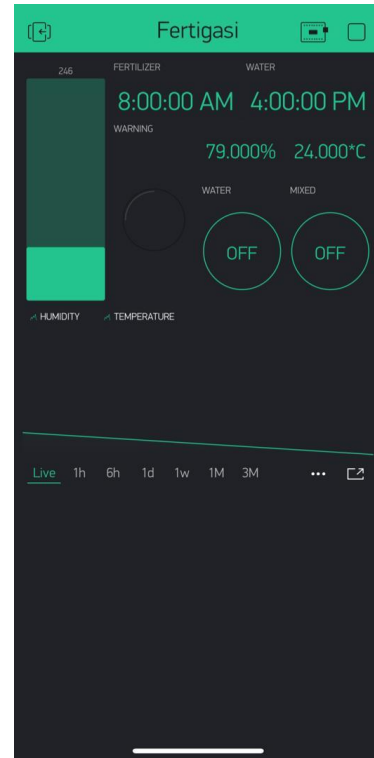 Fertigasi
246
FERTILIZER WATER
8:00:00 AM 4:00:00 PM
WARNING
79.000% 24.000*C
WATER MIXED
OFF OFF
HUMIDITY TEMPERATURE
Live 1h 6h 1d 1w 1M 3M